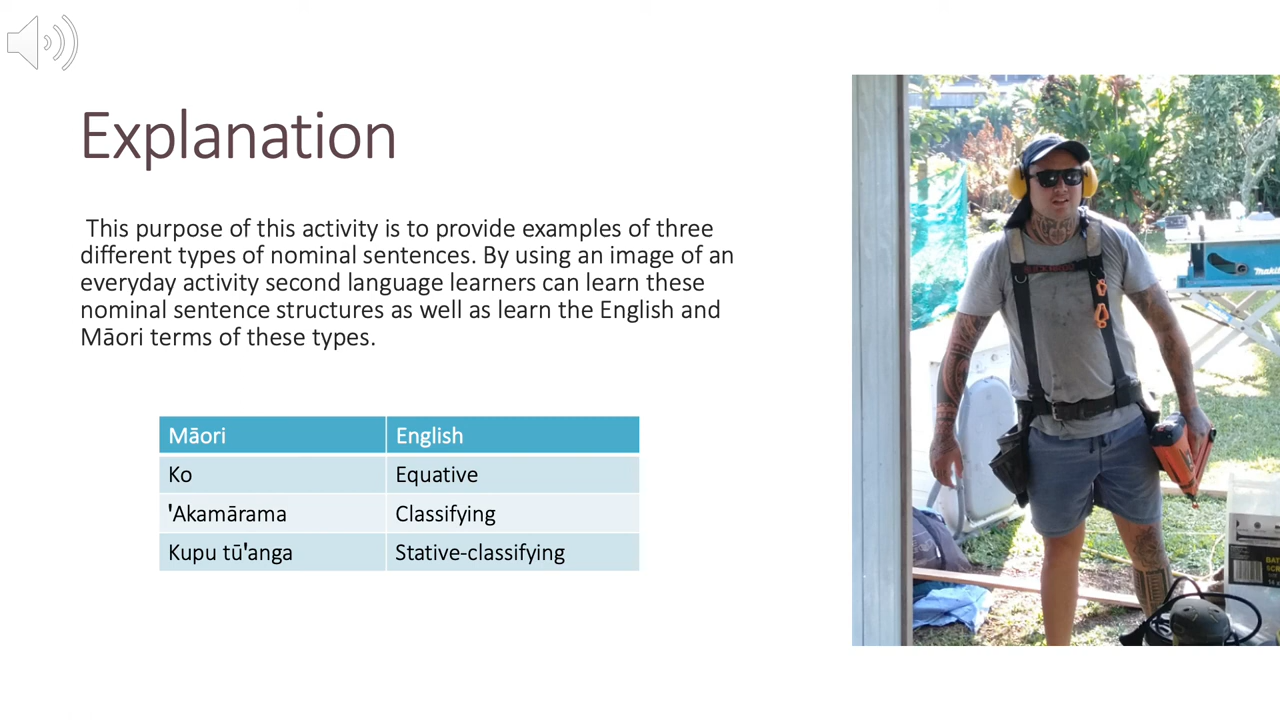 Explanation
This purpose of this activity is to provide examples of three
different types of nominal sentences. By using an image of an
everyday activity second language learners can learn these
nominal sentence structures as well as learn the English and
Māori terms of these types.
Māori English
Ko Equative
'Akamārama Classifying
Kupu tū'anga Stative-classifying